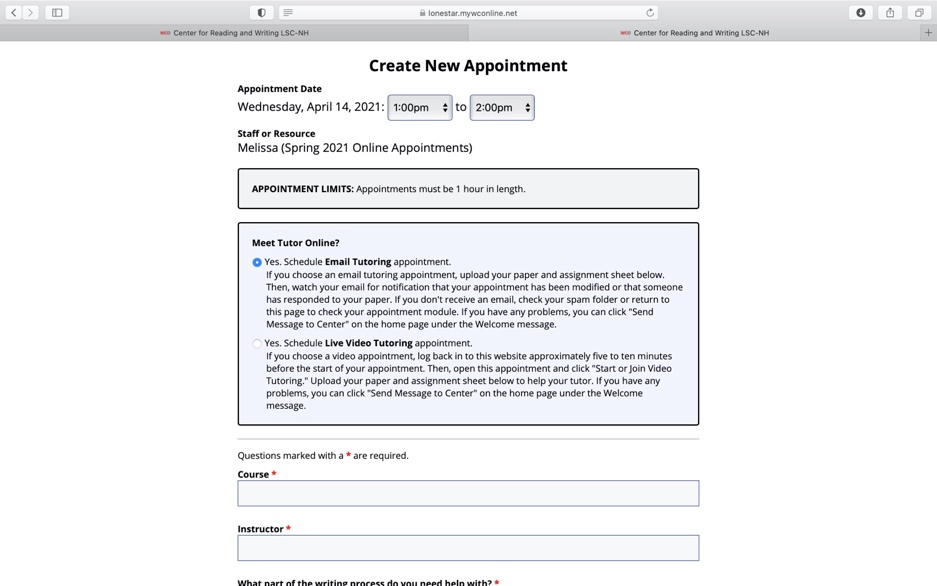 lonestar.mywconline.net
WCO Center for Reading and Writing LSC-NH
WCO Center for Reading and Writing LSC-NH
Create New Appointment
Appointment Date
Wednesday, April 14, 2021: 1:00pm to 2:00pm
Staff or Resource
Melissa (Spring 2021 Online Appointments)
APPOINTMENT LIMITS: Appointments must be 1 hour in length.
Meet Tutor Online?
Yes. Schedule Email Tutoring appointment.
If you choose an email tutoring appointment, upload your paper and assignment sheet below.
Then, watch your email for notification that your appointment has been modified or that someone
has responded to your paper. If you don't receive an email, check your spam folder or return to
this page to check your appointment module. If you have any problems, you can click "Send
Message to Center" on the home page under the Welcome message.
Yes. Schedule Live Video Tutoring appointment.
If you choose a video appointment, log back in to this website approximately five to ten minutes
before the start of your appointment. Then, open this appointment and click "Start or Join Video
Tutoring." Upload your paper and assignment sheet below to help your tutor. If you have any
problems, you can click "Send Message to Center" on the home page under the Welcome
message.
Questions marked with a * are required.
Course *
Instructor *
What part of the writing process do you need help with? *